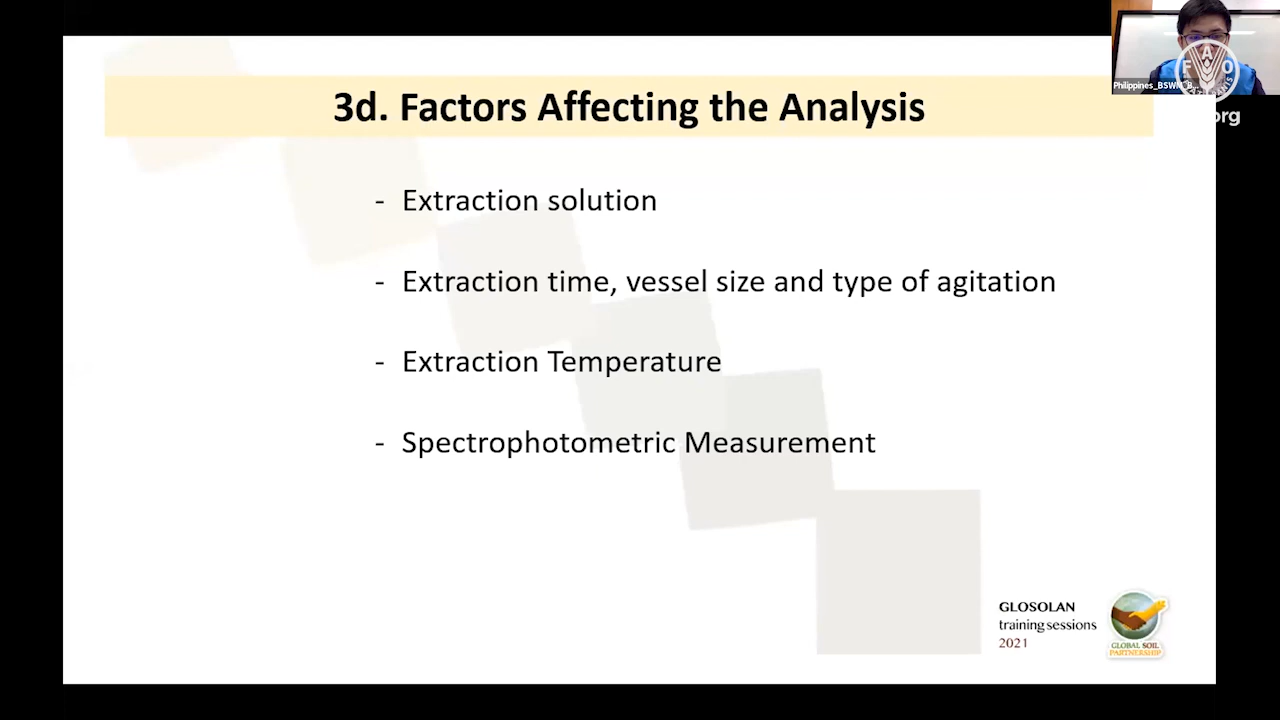 3d. Factors Affecting the Analysis
- Extraction solution
- Extraction time, vessel size and type of agitation
- Extraction Temperature
- Spectrophotometric Measurement
Philippines_BSWM_
F A O
org
GLOSOLAN
training sessions
2021
GLOBAL SOIL
PARTNERSHIP